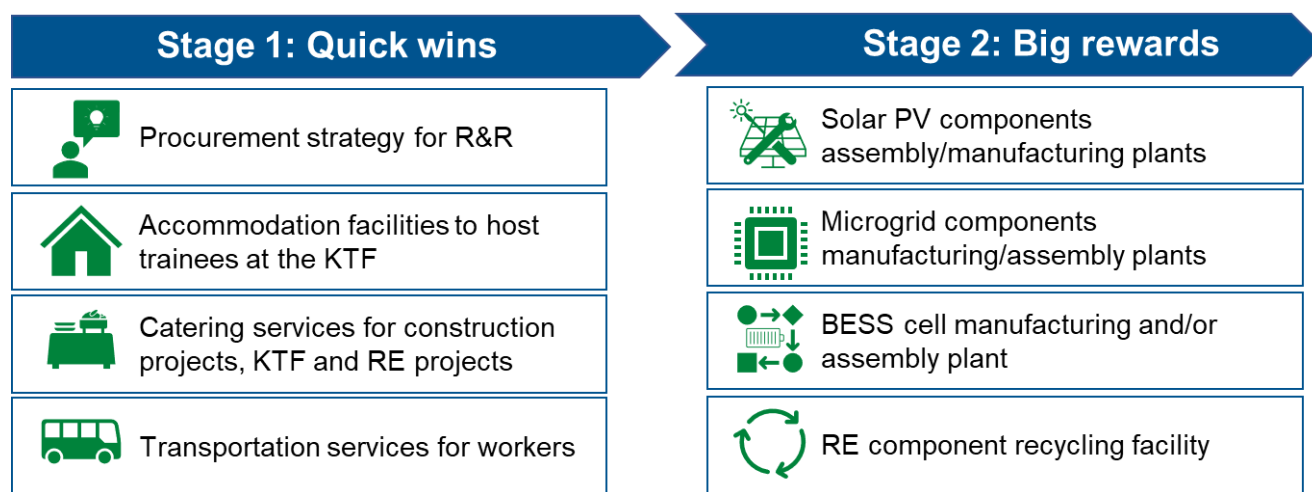 Stage 1: Quick wins
Procurement strategy for R&R
Accommodation facilities to host
trainees at the KTF
Catering services for construction
projects, KTF and RE projects
Transportation services for workers
Stage 2: Big rewards
Solar PV components
assembly/manufacturing plants
Microgrid components
manufacturing/assembly plants
BESS cell manufacturing and/or
assembly plant
RE component recycling facility